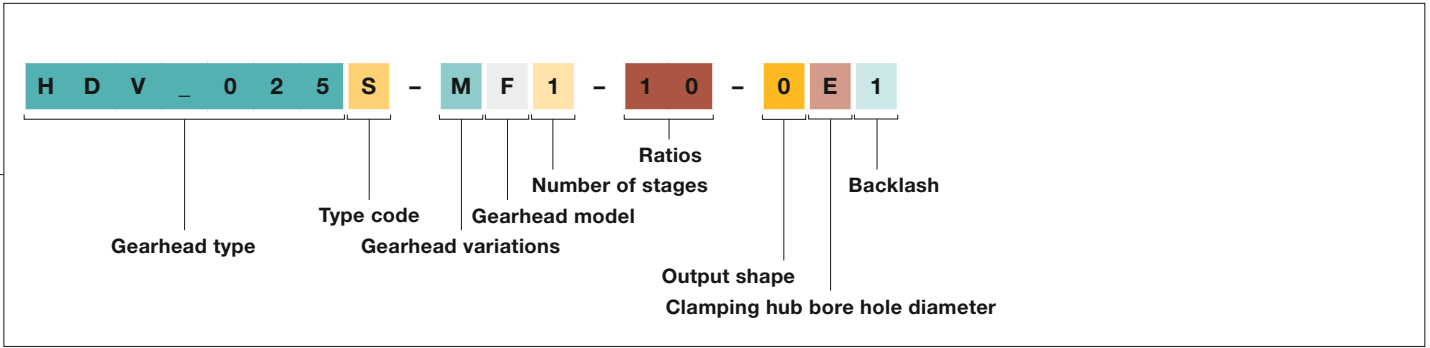 H D V _ 0 2 5 S – M F 1 – 1 0 – 0 E 1
Ratios
Number of stages
Backlash
Type code
Gearhead model
Gearhead type
Gearhead variations
Output shape
Clamping hub bore hole diameter